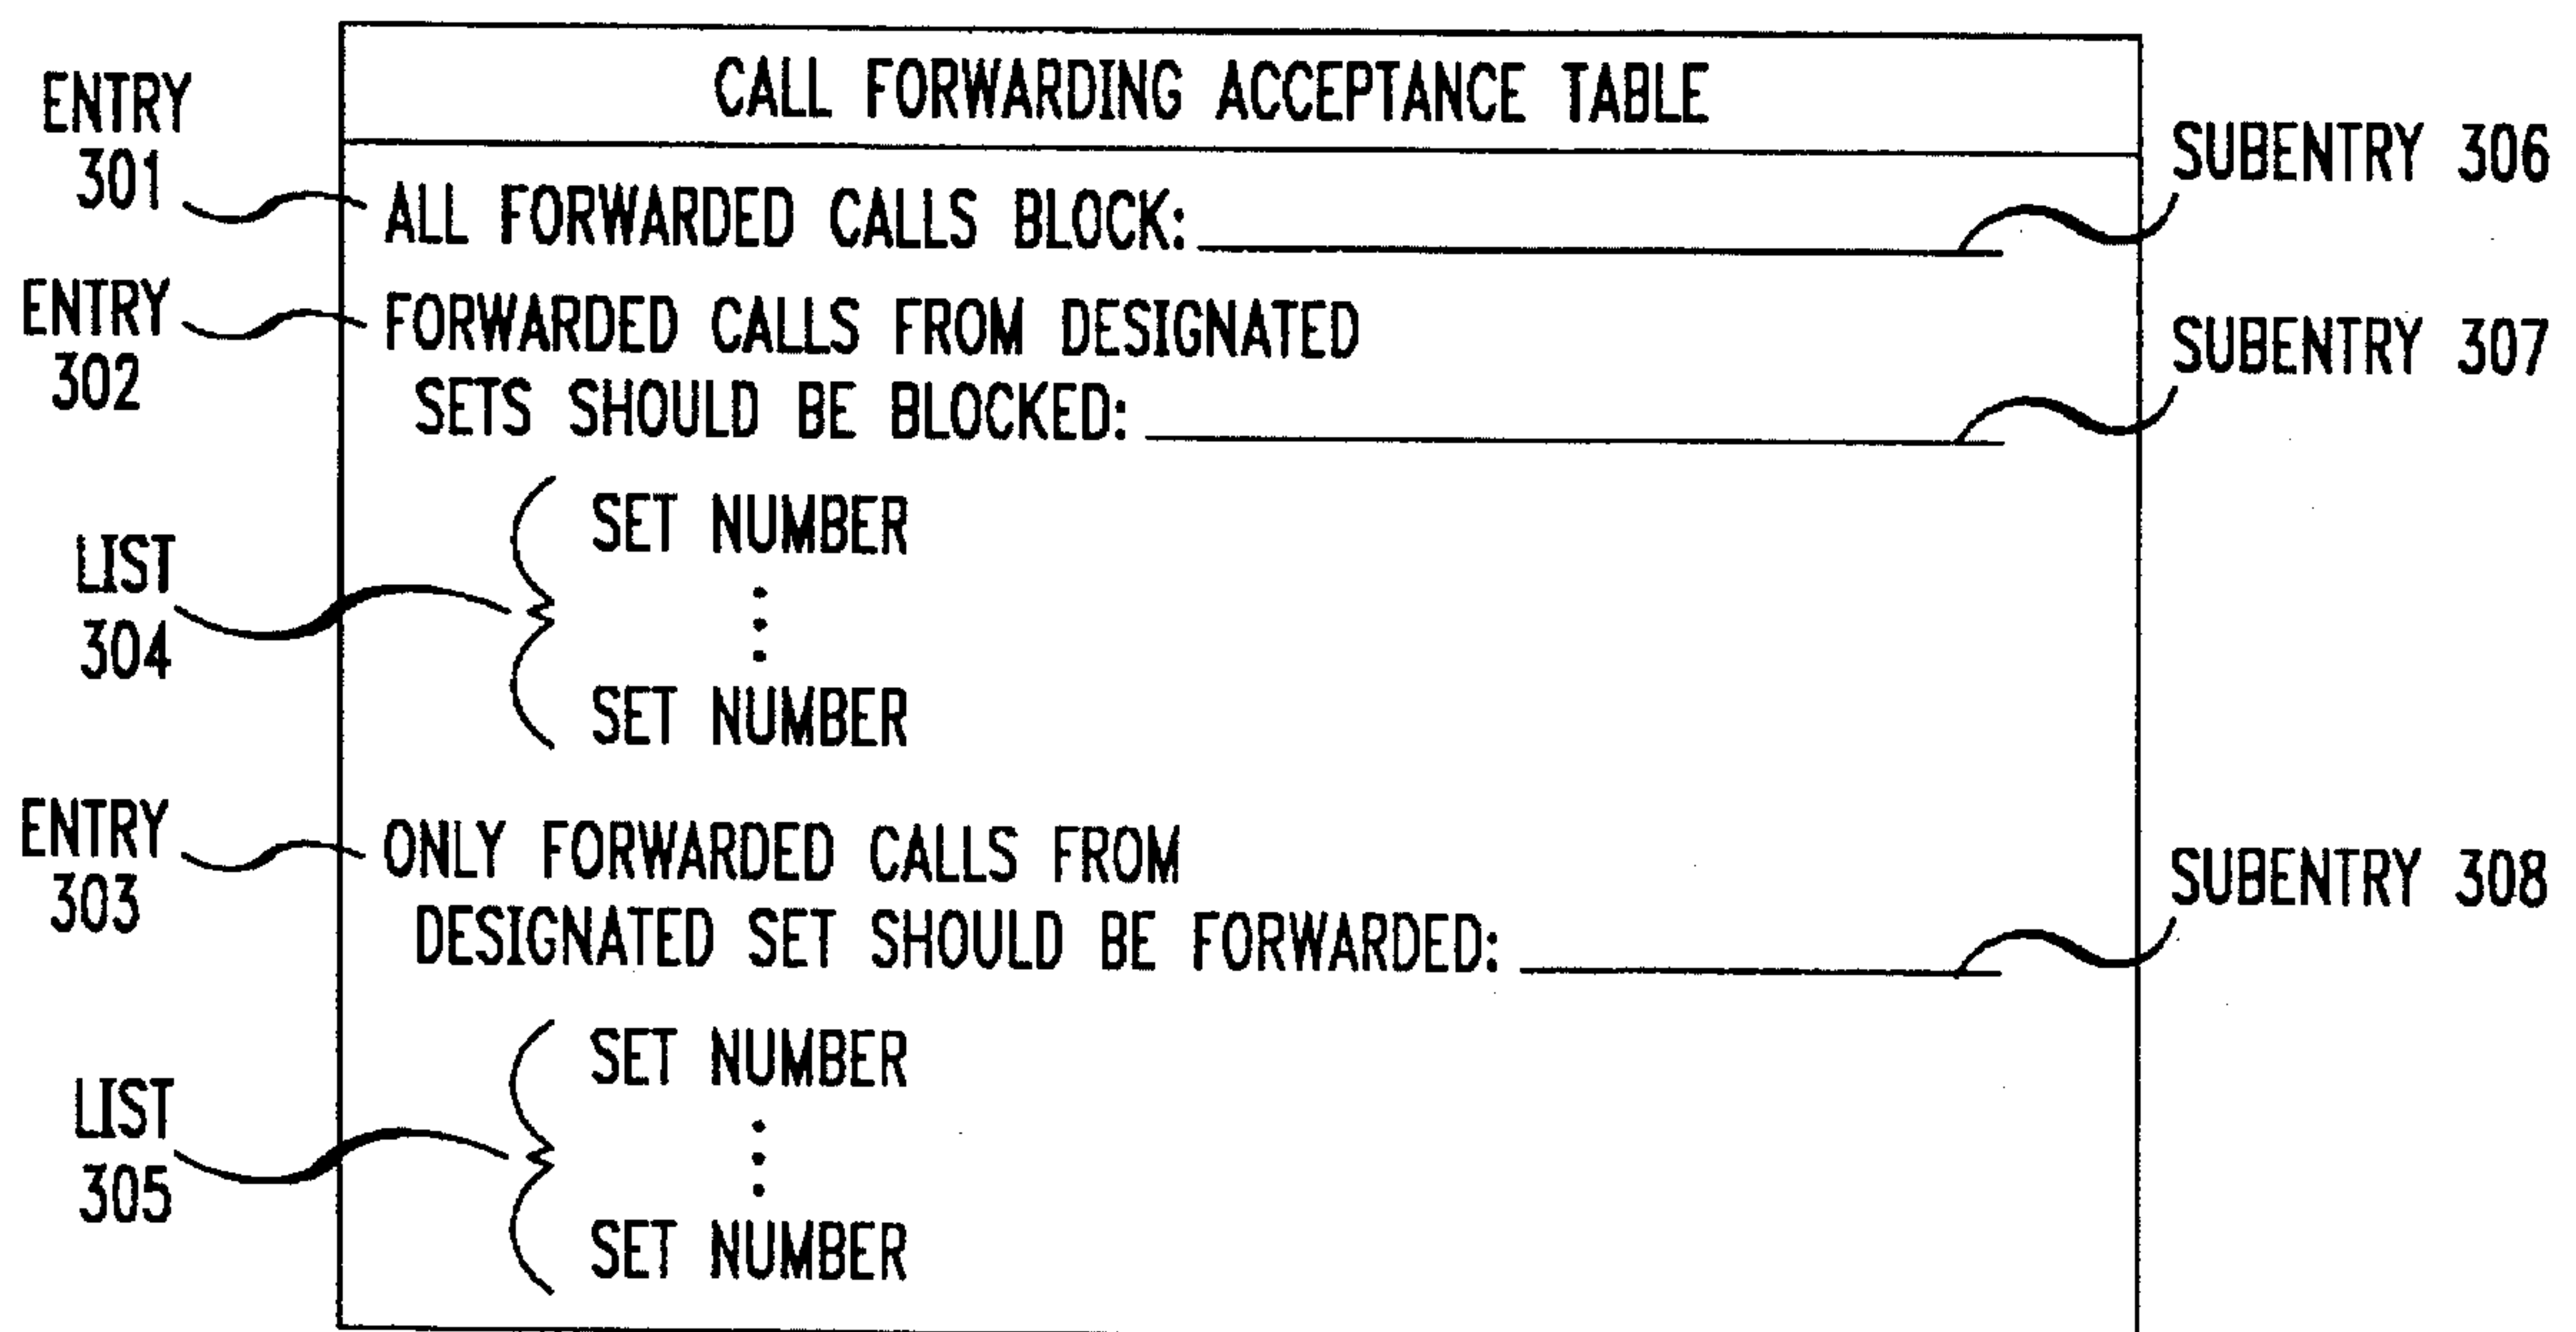 CALL FORWARDING ACCEPTANCE TABLE
ENTRY
301
ALL FORWARDED CALLS BLOCK:
SUBENTRY 306
ENTRY
302
FORWARDED CALLS FROM DESIGNATED
SETS SHOULD BE BLOCKED:
SUBENTRY 307
LIST
304
SET NUMBER
SET NUMBER
ENTRY
303
ONLY FORWARDED CALLS FROM
DESIGNATED SET SHOULD BE FORWARDED:
SUBENTRY 308
LIST
305
SET NUMBER
SET NUMBER